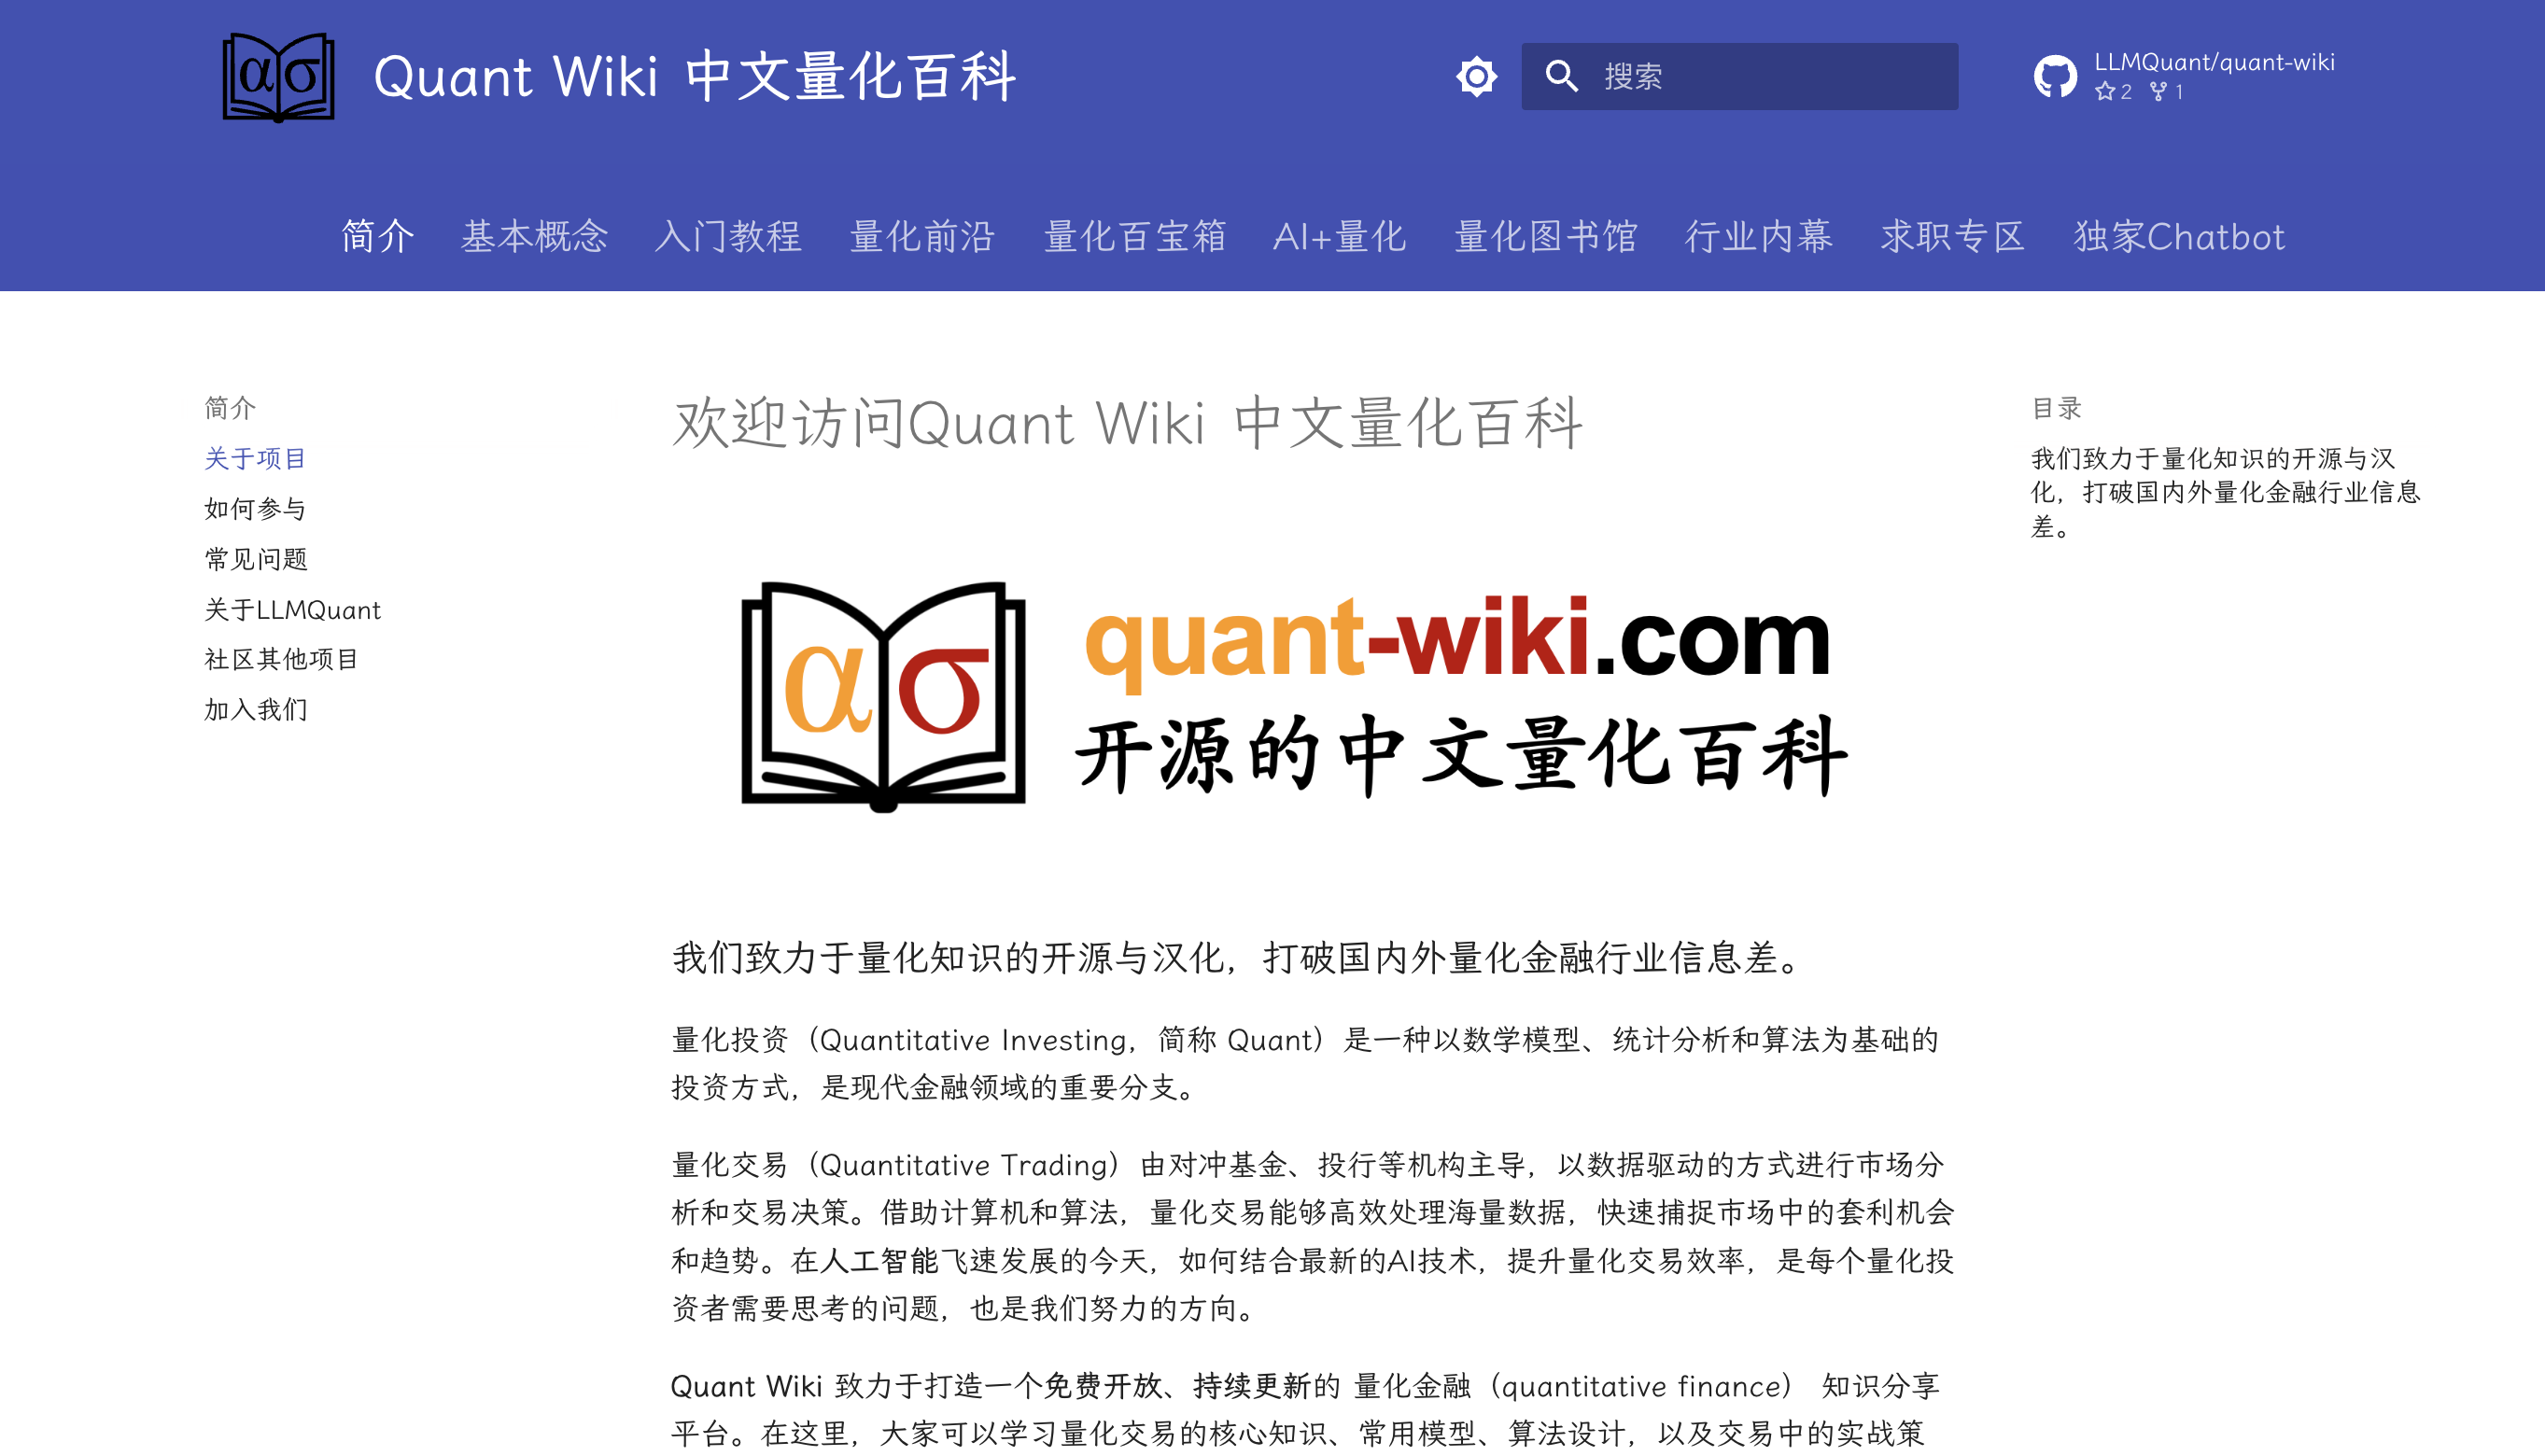 α σ
Quant Wiki 中文量化百科
搜索
LLMQuant/quant-wiki
2 1
简介 基本概念 入门教程 量化前沿 量化百宝箱 AI+量化 量化图书馆 行业内幕 求职专区 独家Chatbot
简介
关于项目
如何参与
常见问题
关于LLMQuant
社区其他项目
加入我们
欢迎访问Quant Wiki 中文量化百科
α σ
quant-wiki.com
开源的中文量化百科
我们致力于量化知识的开源与汉化，打破国内外量化金融行业信息差。
量化投资（Quantitative Investing，简称 Quant）是一种以数学模型、统计分析和算法为基础的
投资方式，是现代金融领域的重要分支。
量化交易（Quantitative Trading）由对冲基金、投行等机构主导，以数据驱动的方式进行市场分
析和交易决策。借助计算机和算法，量化交易能够高效处理海量数据，快速捕捉市场中的套利机会
和趋势。在人工智能飞速发展的今天，如何结合最新的AI技术，提升量化交易效率，是每个量化投
资者需要思考的问题，也是我们努力的方向。
Quant Wiki 致力于打造一个免费开放、持续更新的 量化金融（quantitative finance） 知识分享
平台。在这里，大家可以学习量化交易的核心知识、常用模型、算法设计，以及交易中的实战策
目录
我们致力于量化知识的开源与汉
化，打破国内外量化金融行业信息
差。